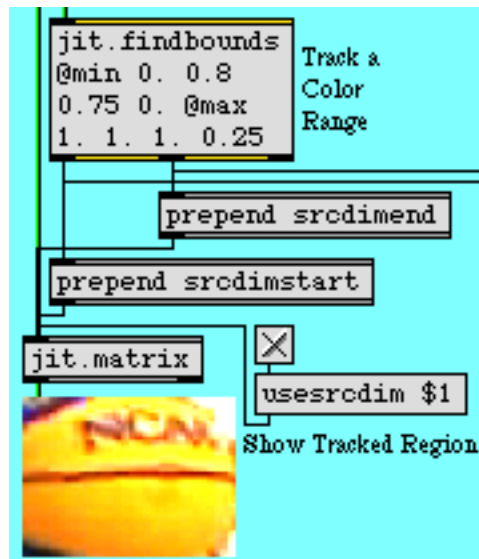 jit.findbounds
@min 0. 0.8
0.75 0. @max
1. 1. 1. 0.25
Track a
Color
Range
prepend srcdimend
prepend srcdimstart
jit.matrix
usesrcdim $1
Show Tracked Region